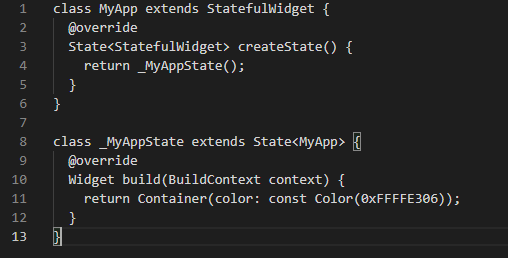 1 class MyApp extends StatefulWidget {
2   @override
3   State<StatefulWidget> createState() {
4     return _MyAppState();
5   }
6 }
7
8 class _MyAppState extends State<MyApp> {
9   @override
10   Widget build(BuildContext context) {
11     return Container(color: const Color(0xFFFFE306));
12   }
13 }